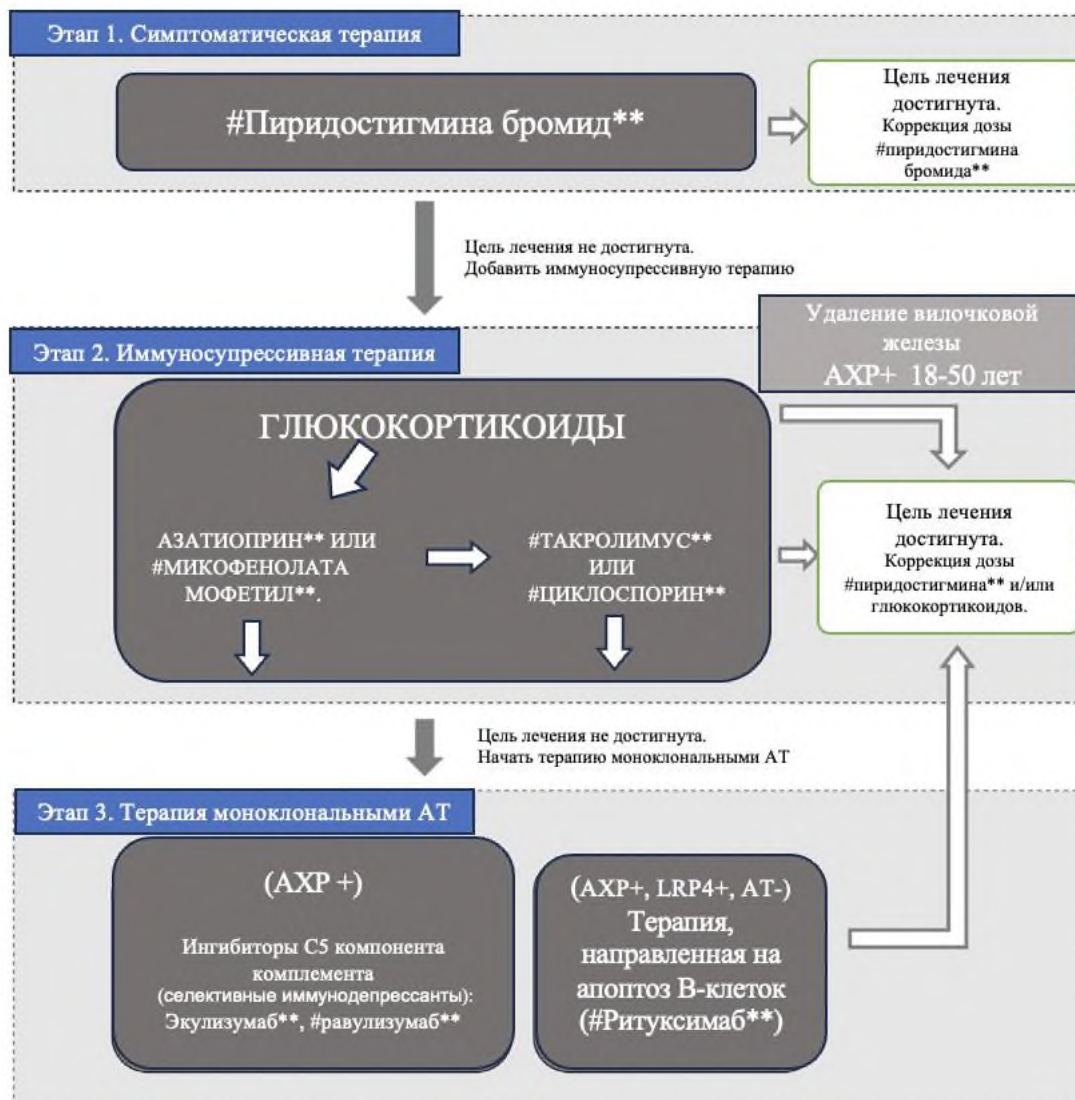 Этап 1. Симптоматическая терапия
#Пиридостигмина бромид**
Цель лечения
достигнута.
Коррекция дозы
#пиридостигмина
бромида**
Цель лечения не достигнута.
Добавить иммуносупрессивную терапию
Удаление вилочковой
железы
АХР+ 18-50 лет
Этап 2. Иммуносупрессивная терапия
ГЛЮКОКОРТИКОИДЫ
АЗАТИОПРИН** ИЛИ
#МИКОФЕНОЛАТА
МОФЕТИЛ**.
#ТАКРОЛИМУС**
ИЛИ
#ЦИКЛОСПОРИН**
Цель лечения
достигнута.
Коррекция дозы
#пиридостигмина** и/или
глюкокортикоидов.
Цель лечения не достигнута.
Начать терапию моноклональными АТ
Этап 3. Терапия моноклональными АТ
(АХР +)
Ингибиторы С5 компонента
комплемента
(селективные иммунодепрессанты):
Экулизумаб**, #равулизумаб**
(АХР+, LRP4+, АТ-)
Терапия,
направленная на
апоптоз В-клеток
(#Ритуксимаб**)